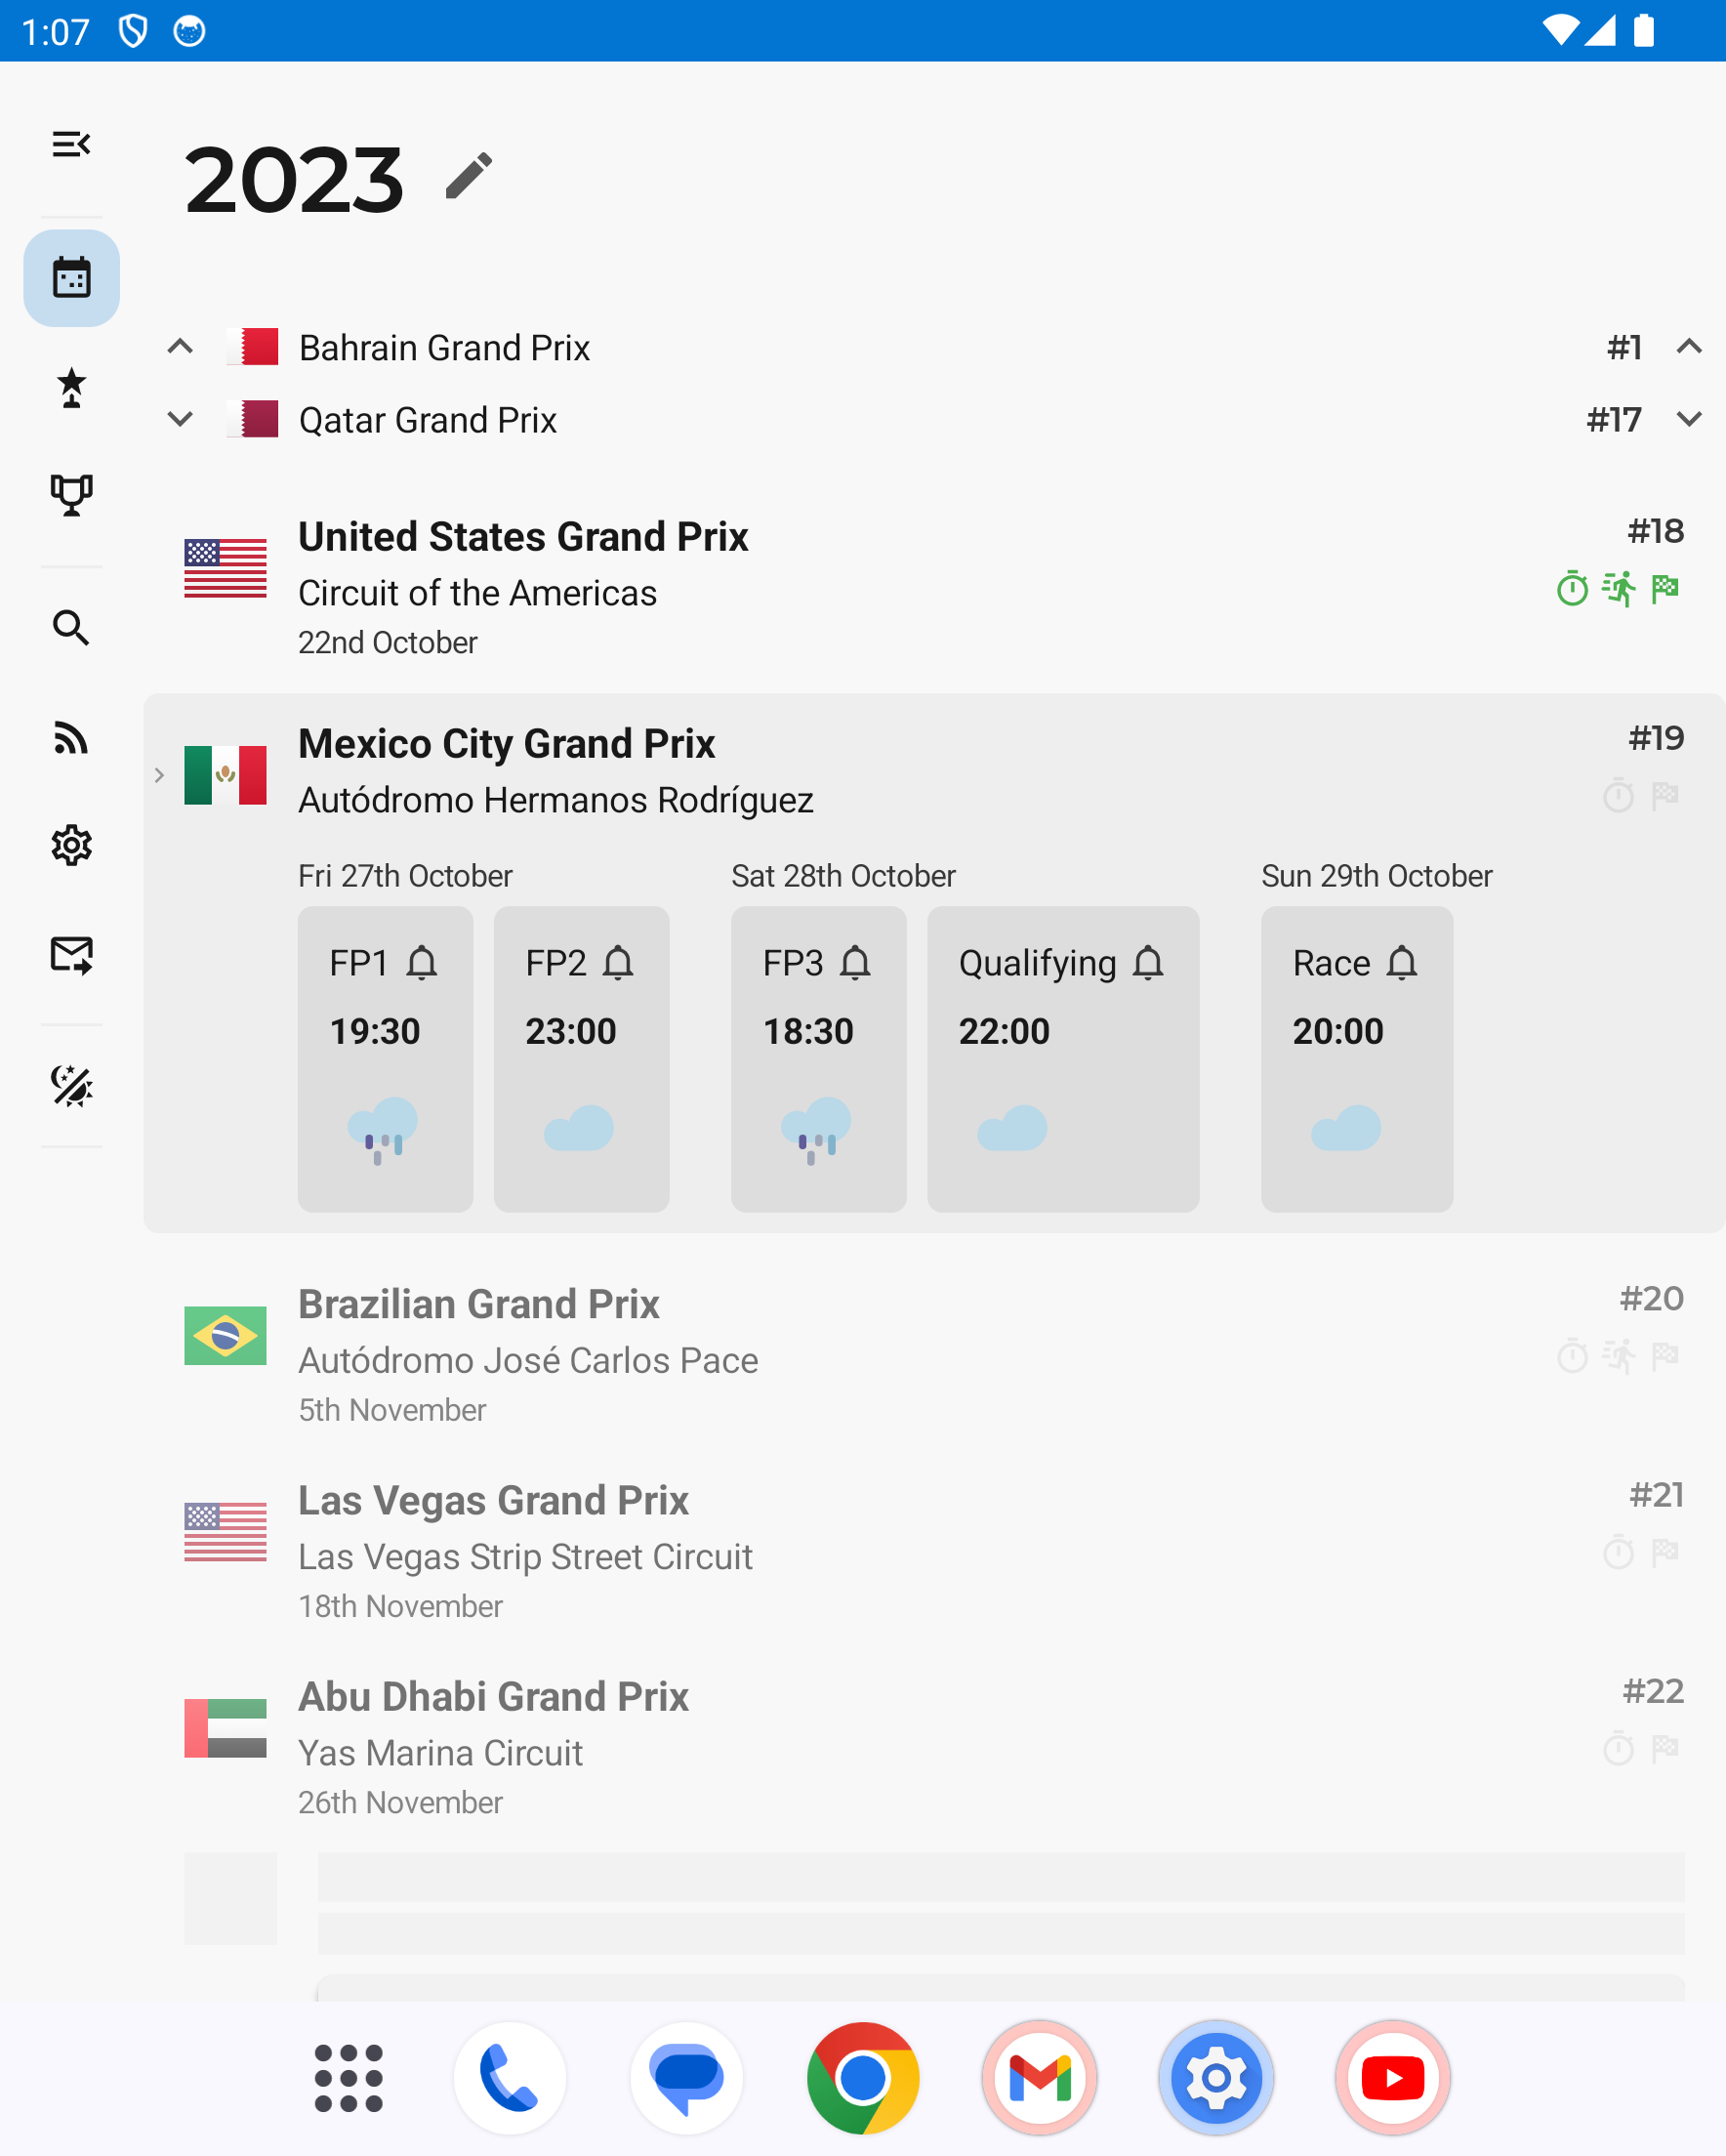 1:07
2023
Bahrain Grand Prix #1
Qatar Grand Prix #17
United States Grand Prix #18
Circuit of the Americas
22nd October
Mexico City Grand Prix #19
Autódromo Hermanos Rodríguez
Fri 27th October Sat 28th October Sun 29th October
FP1 FP2 FP3 Qualifying Race
19:30 23:00 18:30 22:00 20:00
Brazilian Grand Prix #20
Autódromo José Carlos Pace
5th November
Las Vegas Grand Prix #21
Las Vegas Strip Street Circuit
18th November
Abu Dhabi Grand Prix #22
Yas Marina Circuit
26th November